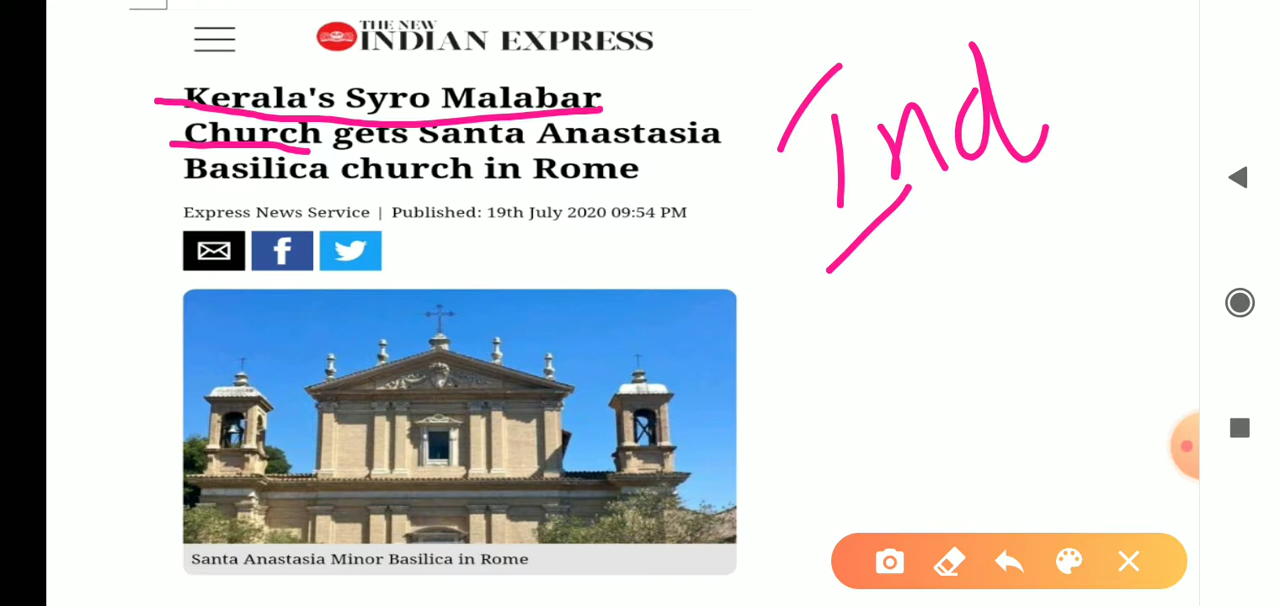 THE NEW
INDIAN EXPRESS
Kerala's Syro Malabar
Church gets Santa Anastasia
Basilica church in Rome
Express News Service | Published: 19th July 2020 09:54 PM
f
Santa Anastasia Minor Basilica in Rome
Ind